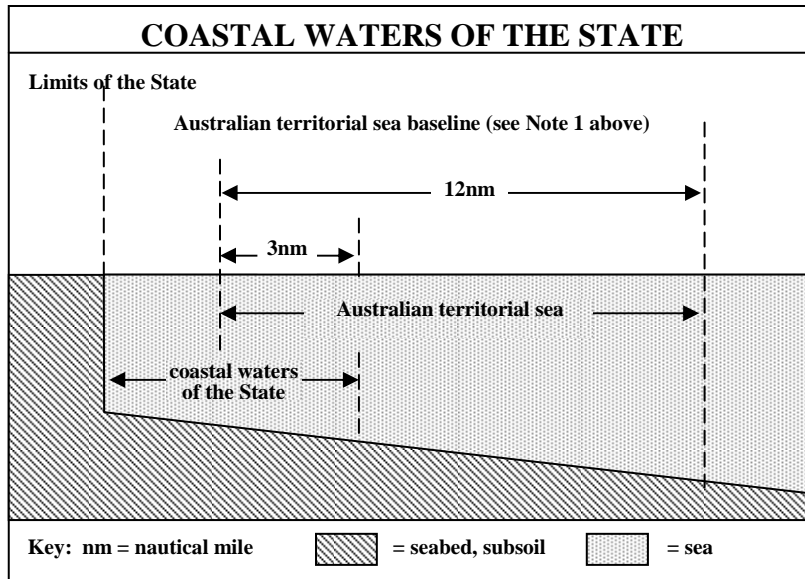 COASTAL WATERS OF THE STATE
Limits of the State
Australian territorial sea baseline (see Note 1 above)
12nm
3nm
Australian territorial sea
coastal waters
of the State
Key: nm = nautical mile
= seabed, subsoil
= sea